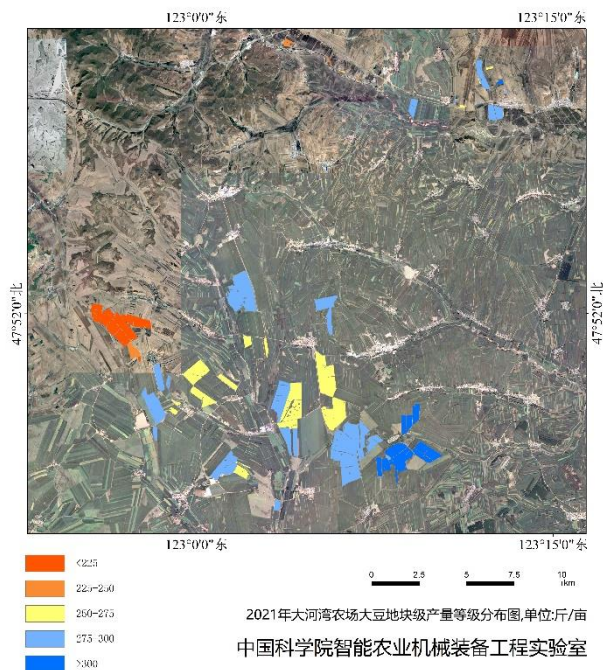 123°0'0"东 123°15'0"东
47°52'0"北 47°52'0"北
123°0'0"东 123°15'0"东
<225
225-250
260-275
275-300
>300
0 2.5 5 7.5 10
km
2021年大河湾农场大豆地块级产量等级分布图,单位:斤/亩
中国科学院智能农业机械装备工程实验室